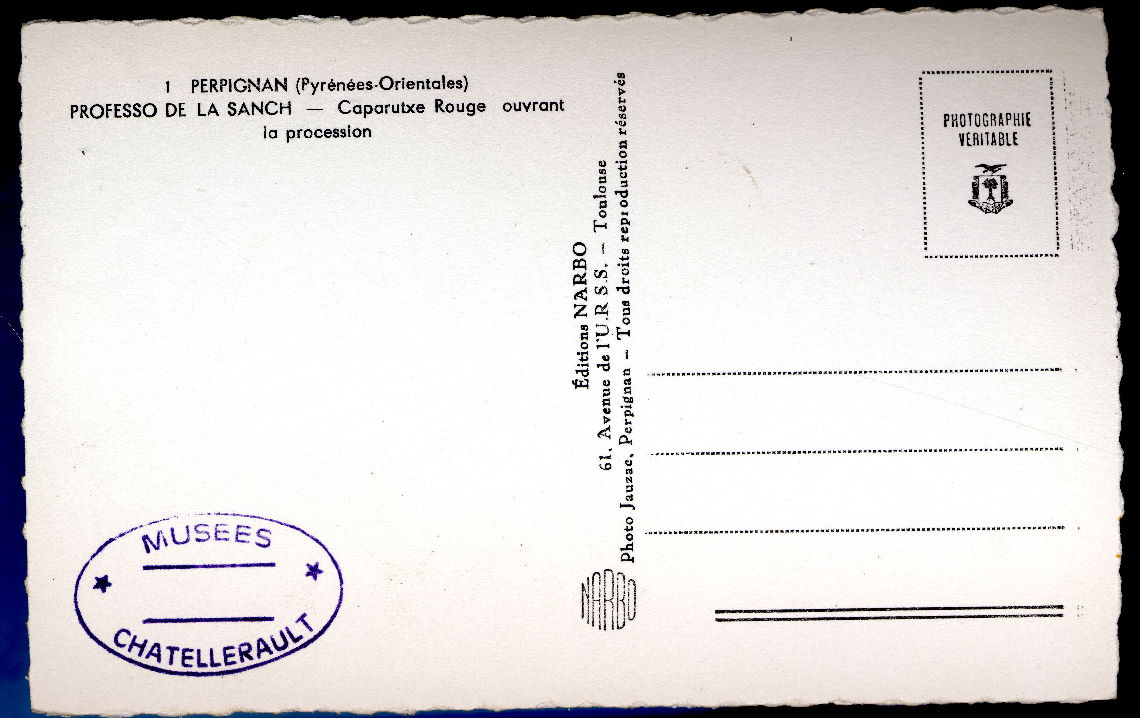 1 PERPIGNAN (Pyrénées-Orientales)
PROFESSO DE LA SANCH — Caparutxe Rouge ouvrant
la procession
Éditions NARBO
61, Avenue de l'U.R S.S. — Toulouse
Photo Jauzac, Perpignan — Tous droits reproduction réservés
NARBO
PHOTOGRAPHIE
VERITABLE
MUSEES
CHATELLERAULT